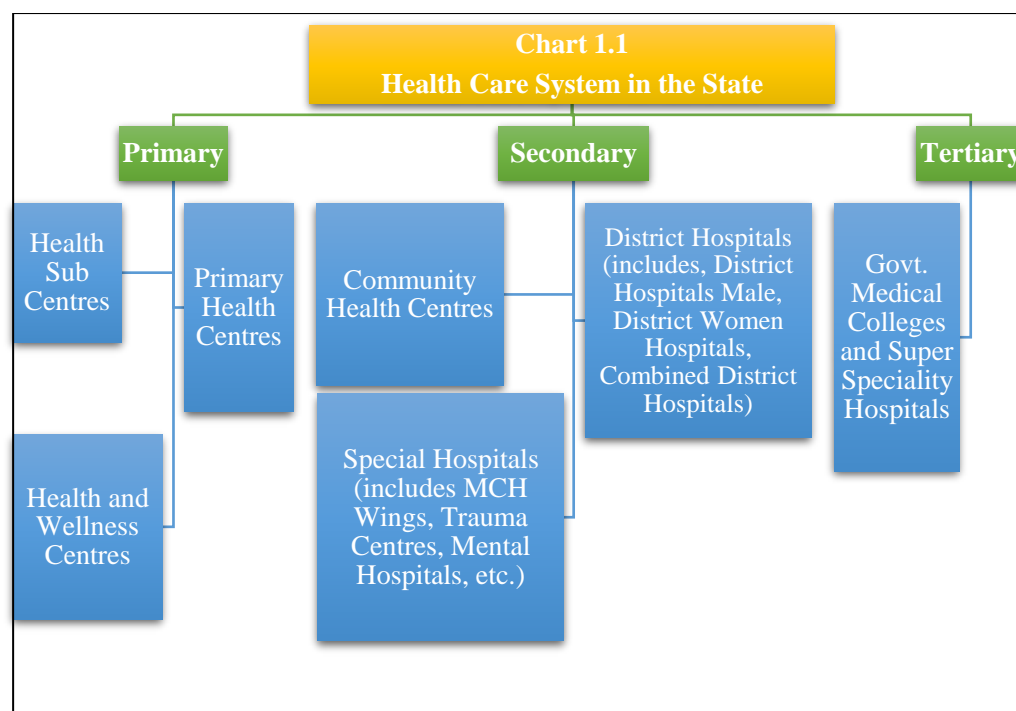 Chart 1.1
Health Care System in the State
Primary
Secondary
Tertiary
Health
Sub
Centres
Primary
Health
Centres
Health and
Wellness
Centres
Community
Health Centres
District Hospitals
(includes, District
Hospitals Male,
District Women
Hospitals,
Combined District
Hospitals)
Special Hospitals
(includes MCH
Wings, Trauma
Centres, Mental
Hospitals, etc.)
Govt.
Medical
Colleges
and Super
Speciality
Hospitals